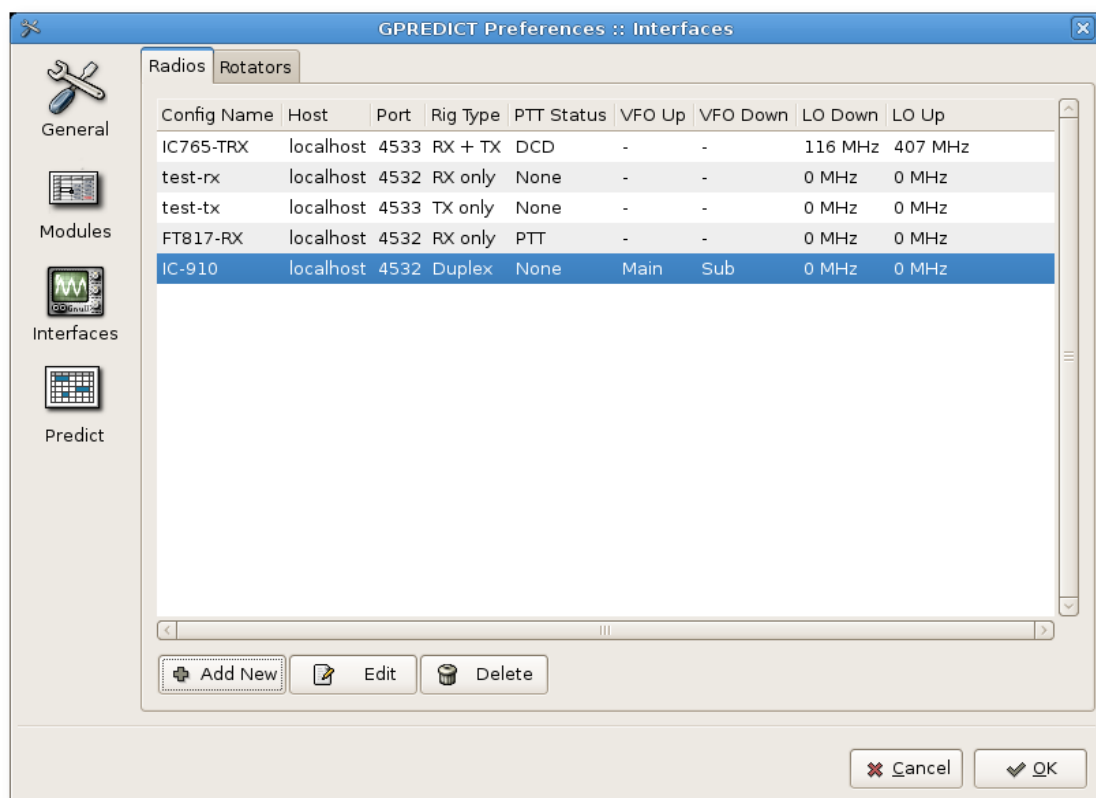 GPREDICT Preferences :: Interfaces
General
Modules
Interfaces
Predict
Radios Rotators
Config Name Host Port Rig Type PTT Status VFO Up VFO Down LO Down LO Up
IC765-TRX localhost 4533 RX + TX DCD - - 116 MHz 407 MHz
test-rx localhost 4532 RX only None - - 0 MHz 0 MHz
test-tx localhost 4533 TX only None - - 0 MHz 0 MHz
FT817-RX localhost 4532 RX only PTT - - 0 MHz 0 MHz
IC-910 localhost 4532 Duplex None Main Sub 0 MHz 0 MHz
Add New Edit Delete
Cancel OK